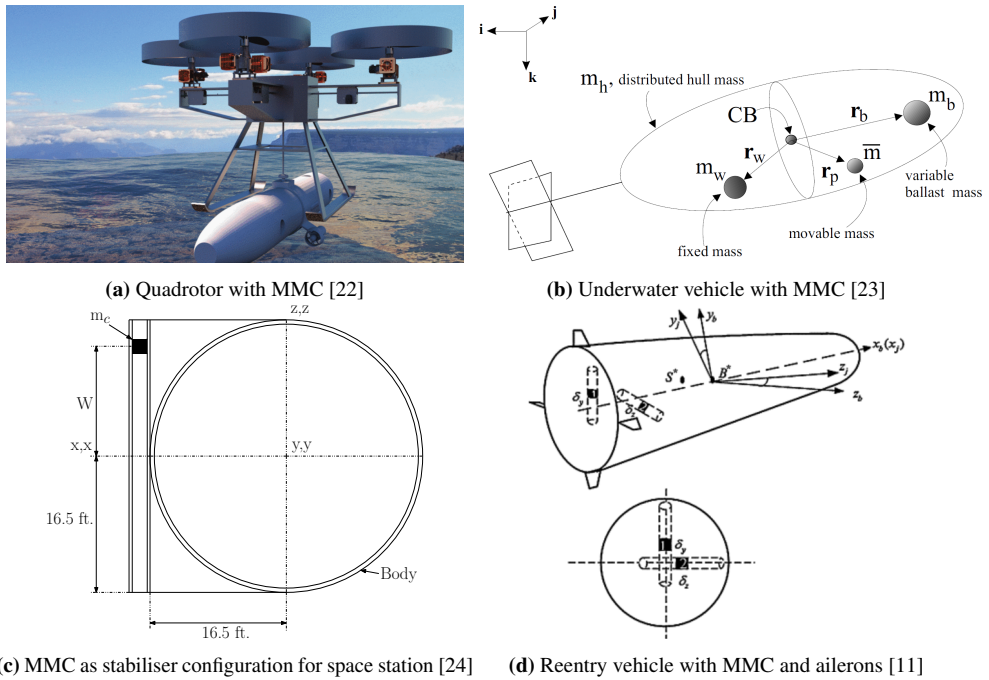 i
j
k
m_h, distributed hull mass
CB
m_b
r_b
m̅
r_w
r_p
m_w
variable
ballast mass
movable mass
fixed mass
(a) Quadrotor with MMC [22]
(b) Underwater vehicle with MMC [23]
m_c
z,z
W
x,x
y,y
16.5 ft.
Body
16.5 ft.
y_j
y_b
x_b(x_j)
z_j
z_b
S*
B*
1
δ_y
2
δ_z
1
δ_y
2
δ_z
(c) MMC as stabiliser configuration for space station [24]
(d) Reentry vehicle with MMC and ailerons [11]